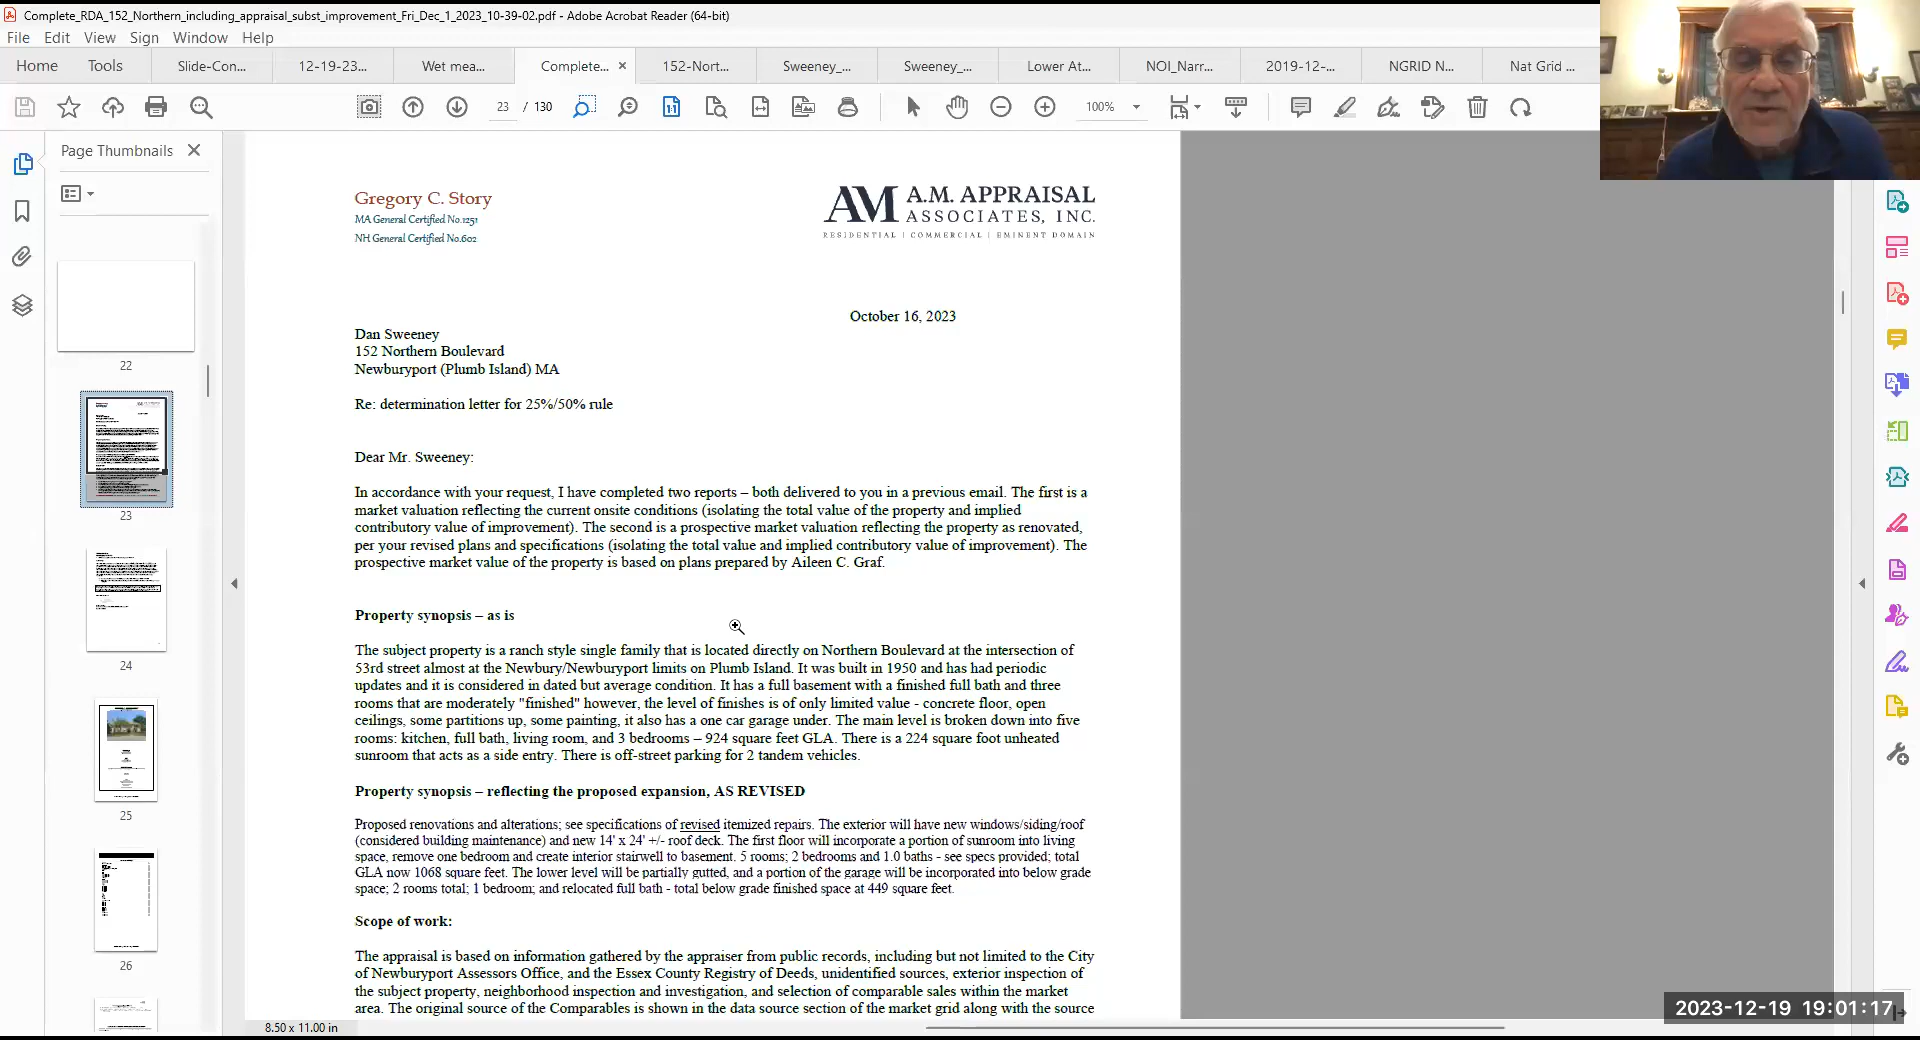 Complete_RDA_152_Northern_including_appraisal_subst_improvement_Fri_Dec_1_2023_10-39-02.pdf - Adobe Acrobat Reader (64-bit)
File Edit View Sign Window Help
Home Tools Slide-Con... 12-19-23... Wet mea... Complete... 152-Nort... Sweeney_... Sweeney_... Lower At... NOI_Narr... 2019-12-... NGRID N... Nat Grid ...
23 / 130 100%
Page Thumbnails
22
23
24
25
26
Gregory C. Story
MA General Certified No.1251
NH General Certified No.602
AM A.M. APPRAISAL
ASSOCIATES, INC.
RESIDENTIAL | COMMERCIAL | EMINENT DOMAIN
October 16, 2023
Dan Sweeney
152 Northern Boulevard
Newburyport (Plumb Island) MA
Re: determination letter for 25%/50% rule
Dear Mr. Sweeney:
In accordance with your request, I have completed two reports – both delivered to you in a previous email. The first is a
market valuation reflecting the current onsite conditions (isolating the total value of the property and implied
contributory value of improvement). The second is a prospective market valuation reflecting the property as renovated,
per your revised plans and specifications (isolating the total value and implied contributory value of improvement). The
prospective market value of the property is based on plans prepared by Aileen C. Graf.
Property synopsis – as is
The subject property is a ranch style single family that is located directly on Northern Boulevard at the intersection of
53rd street almost at the Newbury/Newburyport limits on Plumb Island. It was built in 1950 and has had periodic
updates and it is considered in dated but average condition. It has a full basement with a finished full bath and three
rooms that are moderately "finished" however, the level of finishes is of only limited value - concrete floor, open
ceilings, some partitions up, some painting, it also has a one car garage under. The main level is broken down into five
rooms: kitchen, full bath, living room, and 3 bedrooms – 924 square feet GLA. There is a 224 square foot unheated
sunroom that acts as a side entry. There is off-street parking for 2 tandem vehicles.
Property synopsis – reflecting the proposed expansion, AS REVISED
Proposed renovations and alterations; see specifications of revised itemized repairs. The exterior will have new windows/siding/roof
(considered building maintenance) and new 14' x 24' +/- roof deck. The first floor will incorporate a portion of sunroom into living
space, remove one bedroom and create interior stairwell to basement. 5 rooms; 2 bedrooms and 1.0 baths - see specs provided; total
GLA now 1068 square feet. The lower level will be partially gutted, and a portion of the garage will be incorporated into below grade
space; 2 rooms total; 1 bedroom; and relocated full bath - total below grade finished space at 449 square feet.
Scope of work:
The appraisal is based on information gathered by the appraiser from public records, including but not limited to the City
of Newburyport Assessors Office, and the Essex County Registry of Deeds, unidentified sources, exterior inspection of
the subject property, neighborhood inspection and investigation, and selection of comparable sales within the market
area. The original source of the Comparables is shown in the data source section of the market grid along with the source
8.50 x 11.00 in
2023-12-19 19:01:17